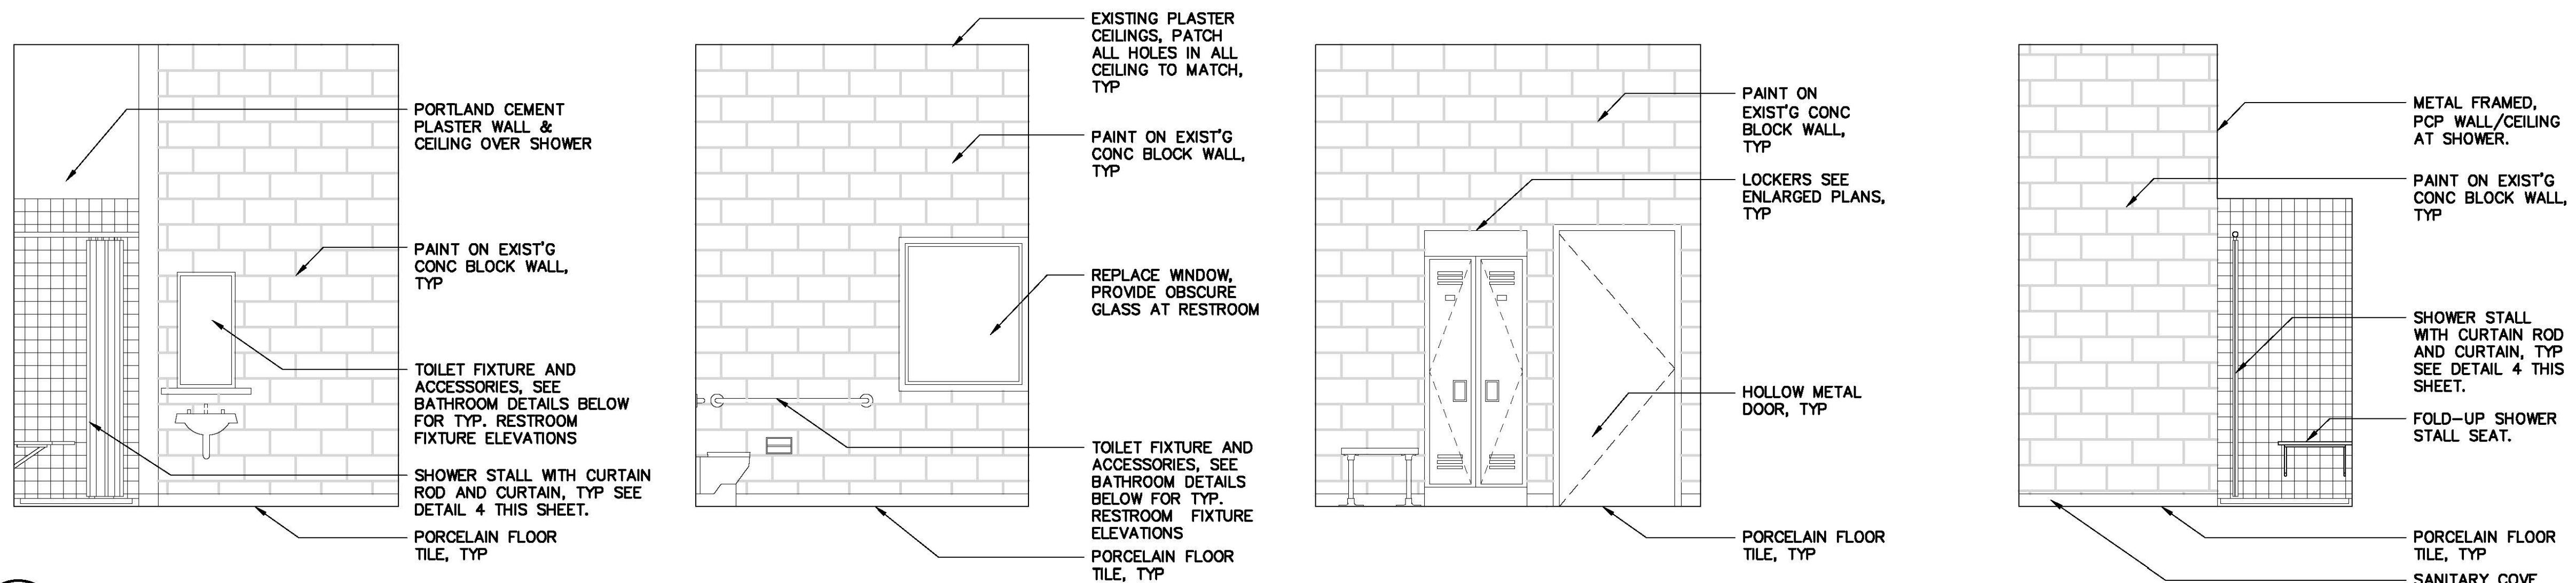 PORTLAND CEMENT
PLASTER WALL &
CEILING OVER SHOWER
PAINT ON EXIST'G
CONC BLOCK WALL,
TYP
TOILET FIXTURE AND
ACCESSORIES, SEE
BATHROOM DETAILS BELOW
FOR TYP. RESTROOM
FIXTURE ELEVATIONS
SHOWER STALL WITH CURTAIN
ROD AND CURTAIN, TYP SEE
DETAIL 4 THIS SHEET.
PORCELAIN FLOOR
TILE, TYP
EXISTING PLASTER
CEILINGS, PATCH
ALL HOLES IN ALL
CEILING TO MATCH,
TYP
PAINT ON EXIST'G
CONC BLOCK WALL,
TYP
REPLACE WINDOW,
PROVIDE OBSCURE
GLASS AT RESTROOM
TOILET FIXTURE AND
ACCESSORIES, SEE
BATHROOM DETAILS
BELOW FOR TYP.
RESTROOM FIXTURE
ELEVATIONS
PORCELAIN FLOOR
TILE, TYP
PAINT ON
EXIST'G CONC
BLOCK WALL,
TYP
LOCKERS SEE
ENLARGED PLANS,
TYP
HOLLOW METAL
DOOR, TYP
PORCELAIN FLOOR
TILE, TYP
METAL FRAMED,
PCP WALL/CEILING
AT SHOWER.
PAINT ON EXIST'G
CONC BLOCK WALL,
TYP
SHOWER STALL
WITH CURTAIN ROD
AND CURTAIN, TYP
SEE DETAIL 4 THIS
SHEET.
FOLD-UP SHOWER
STALL SEAT.
PORCELAIN FLOOR
TILE, TYP
SANITARY COVE